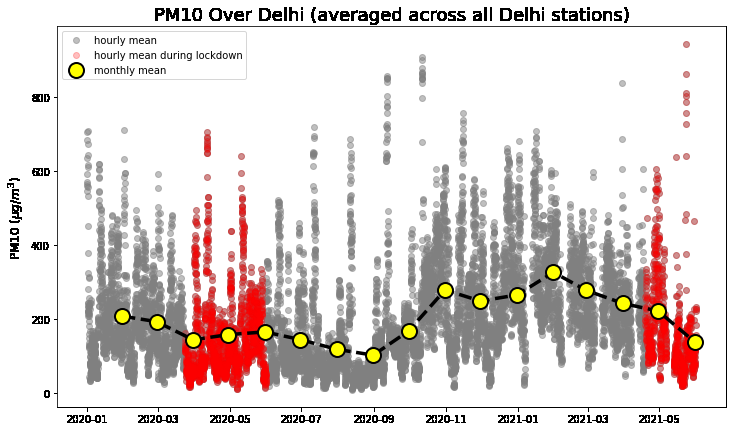 PM10 Over Delhi (averaged across all Delhi stations)
hourly mean
hourly mean during lockdown
monthly mean
PM10 (μg/m³)
800
600
400
200
0
2020-01 2020-03 2020-05 2020-07 2020-09 2020-11 2021-01 2021-03 2021-05